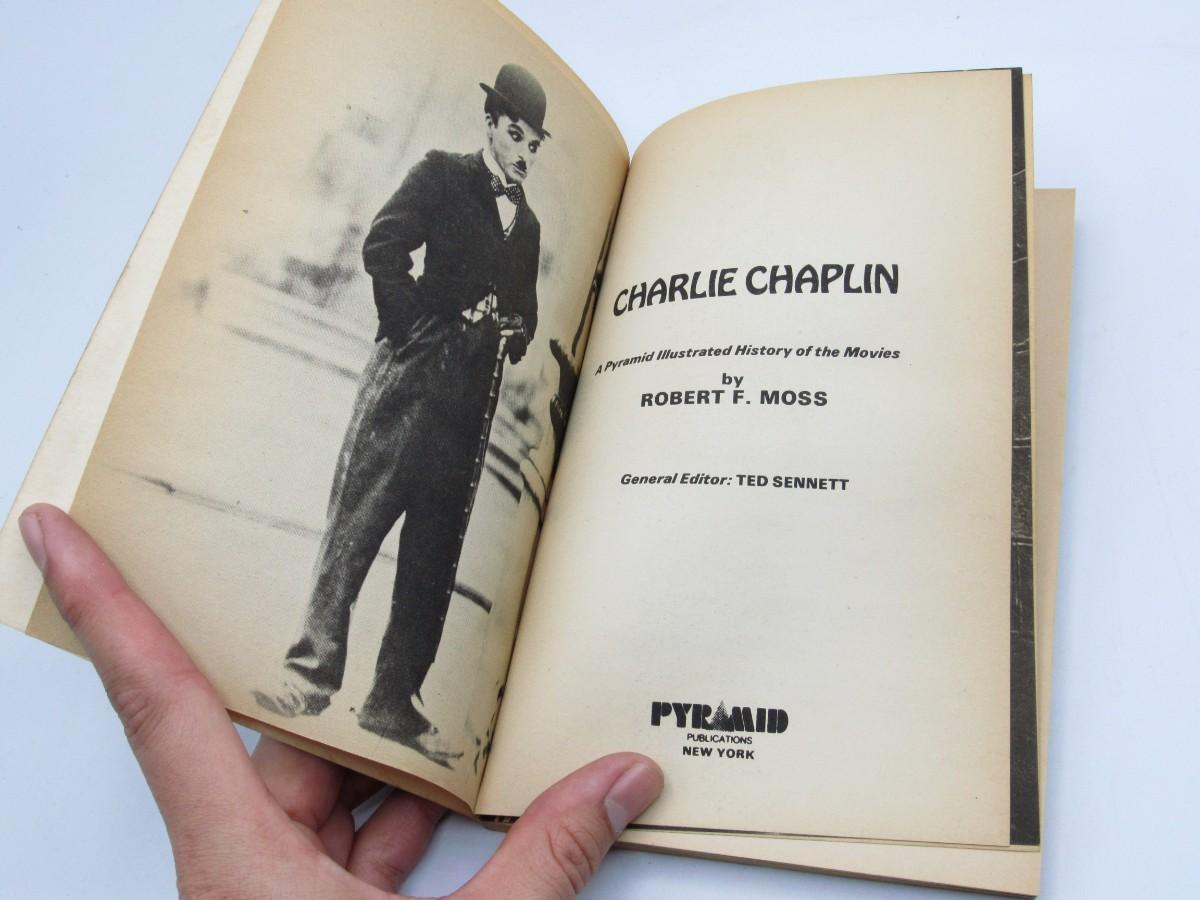 CHARLIE CHAPLIN
A Pyramid Illustrated History of the Movies
by
ROBERT F. MOSS
General Editor: TED SENNETT
PYRAMID
PUBLICATIONS
NEW YORK